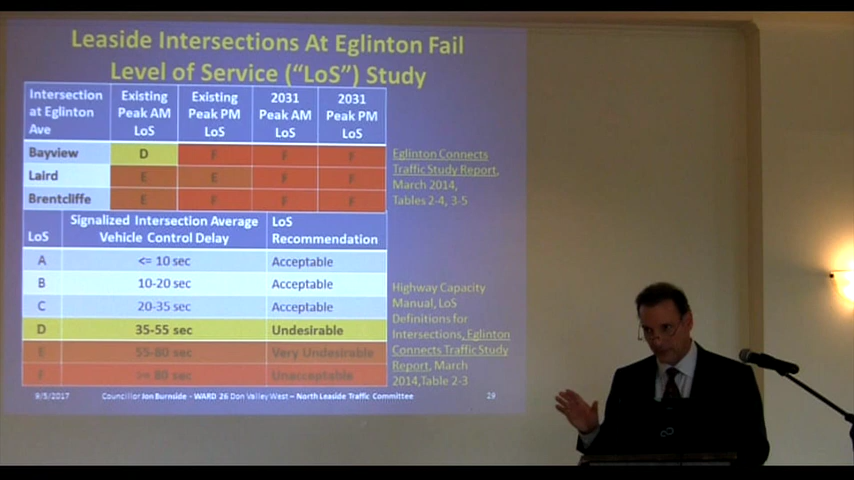 Leaside Intersections At Eglinton Fail
Level of Service ("LoS") Study
Intersection at Eglinton Ave | Existing Peak AM LoS | Existing Peak PM LoS | 2031 Peak AM LoS | 2031 Peak PM LoS
Bayview | D | F | F | F
Laird | E | E | F | F
Brentcliffe | E | F | F | F
Eglinton Connects
Traffic Study Report,
March 2014,
Tables 2-4, 3-5
LoS | Signalized Intersection Average Vehicle Control Delay | LoS Recommendation
A | <= 10 sec | Acceptable
B | 10-20 sec | Acceptable
C | 20-35 sec | Acceptable
D | 35-55 sec | Undesirable
E | 55-80 sec | Very Undesirable
F | >= 80 sec | Unacceptable
Highway Capacity
Manual, LoS
Definitions for
Intersections, Eglinton
Connects Traffic Study
Report, March
2014,Table 2-3
9/5/2017
Councillor Jon Burnside - WARD 26 Don Valley West – North Leaside Traffic Committee
29